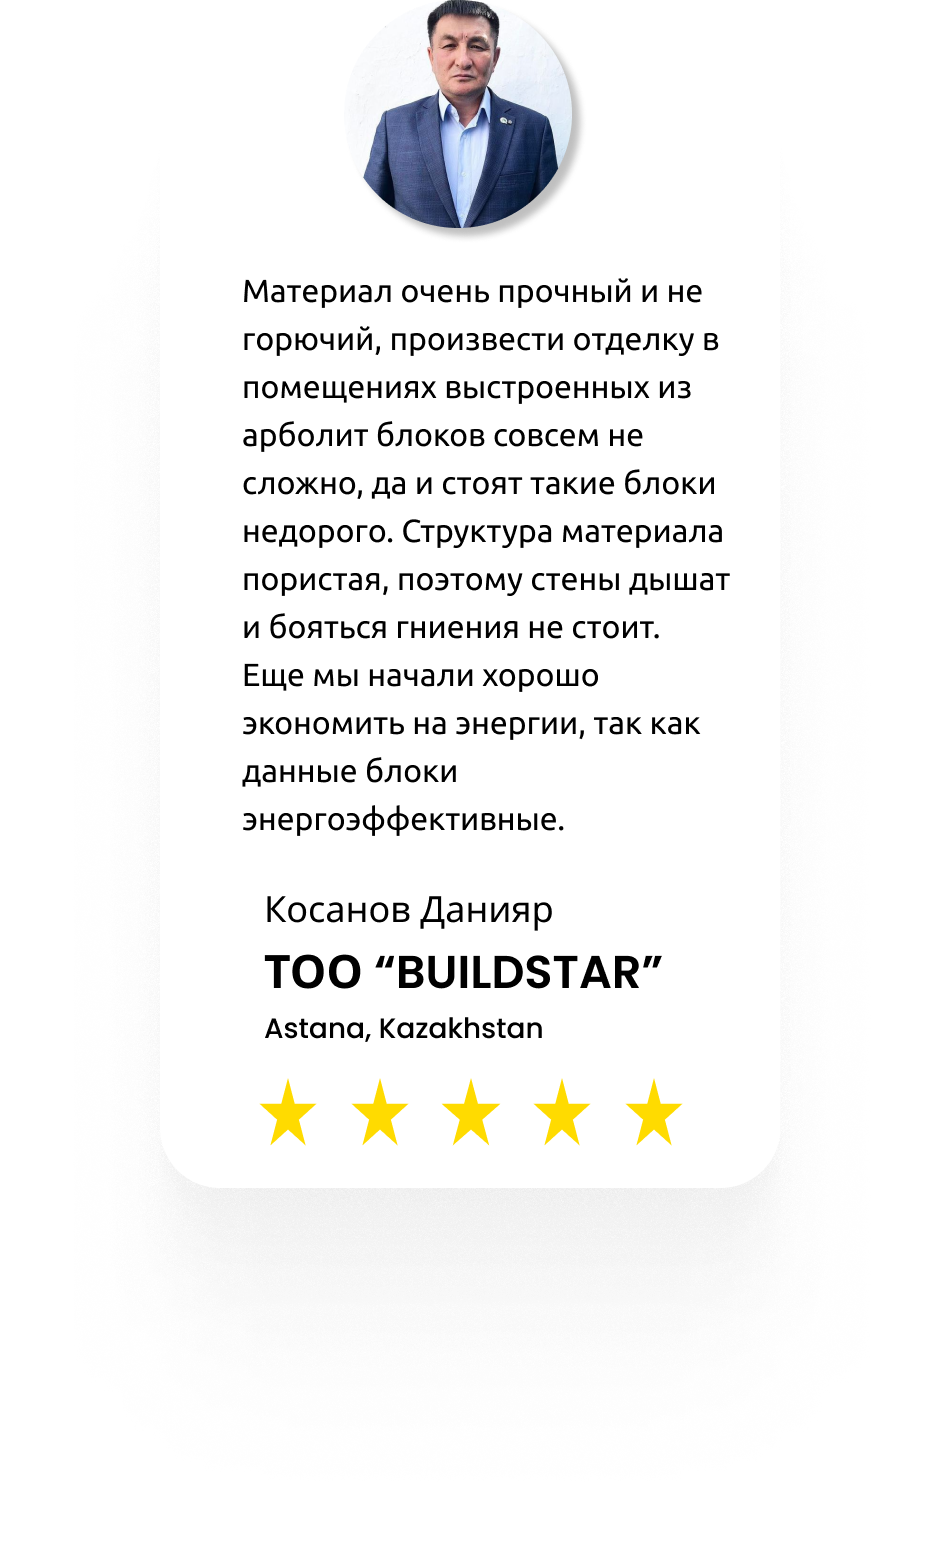 Материал очень прочный и не
горючий, произвести отделку в
помещениях выстроенных из
арболит блоков совсем не
сложно, да и стоят такие блоки
недорого. Структура материала
пористая, поэтому стены дышат
и бояться гниения не стоит.
Еще мы начали хорошо
экономить на энергии, так как
данные блоки
энергоэффективные.
Косанов Данияр
ТОО “BUILDSTAR”
Astana, Kazakhstan